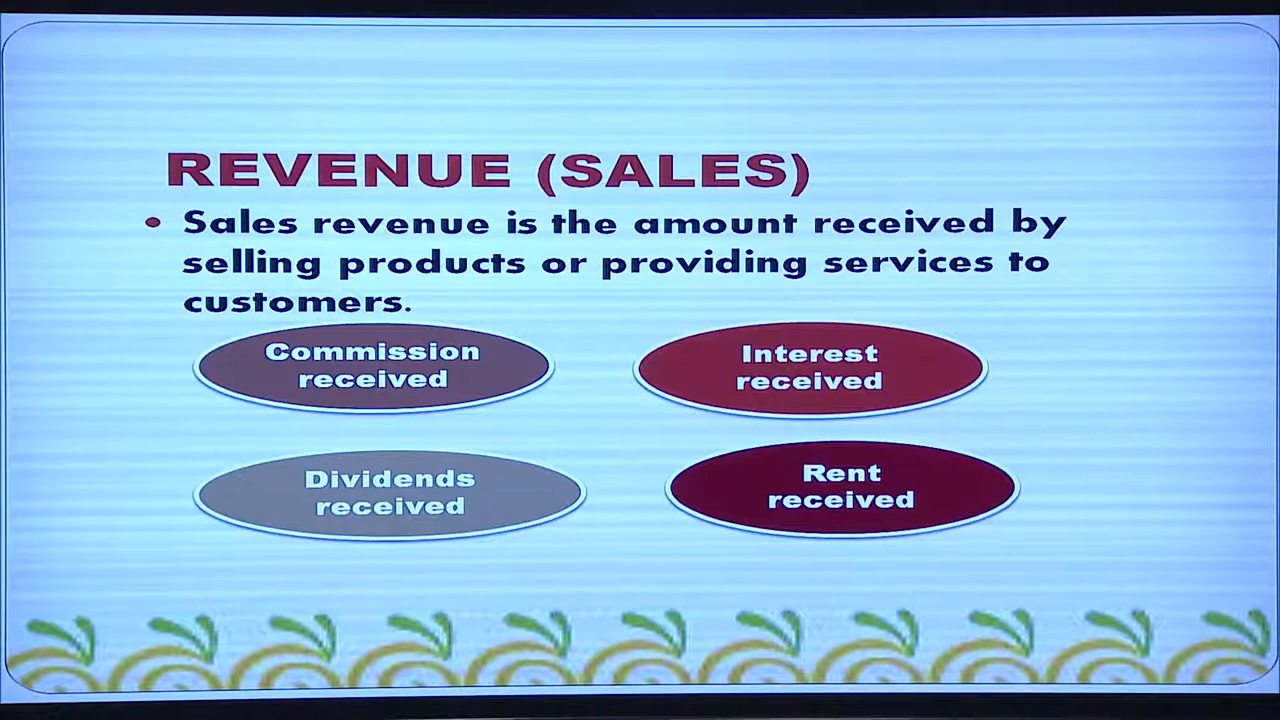 REVENUE (SALES)
• Sales revenue is the amount received by
selling products or providing services to
customers.
Commission
received
Interest
received
Dividends
received
Rent
received